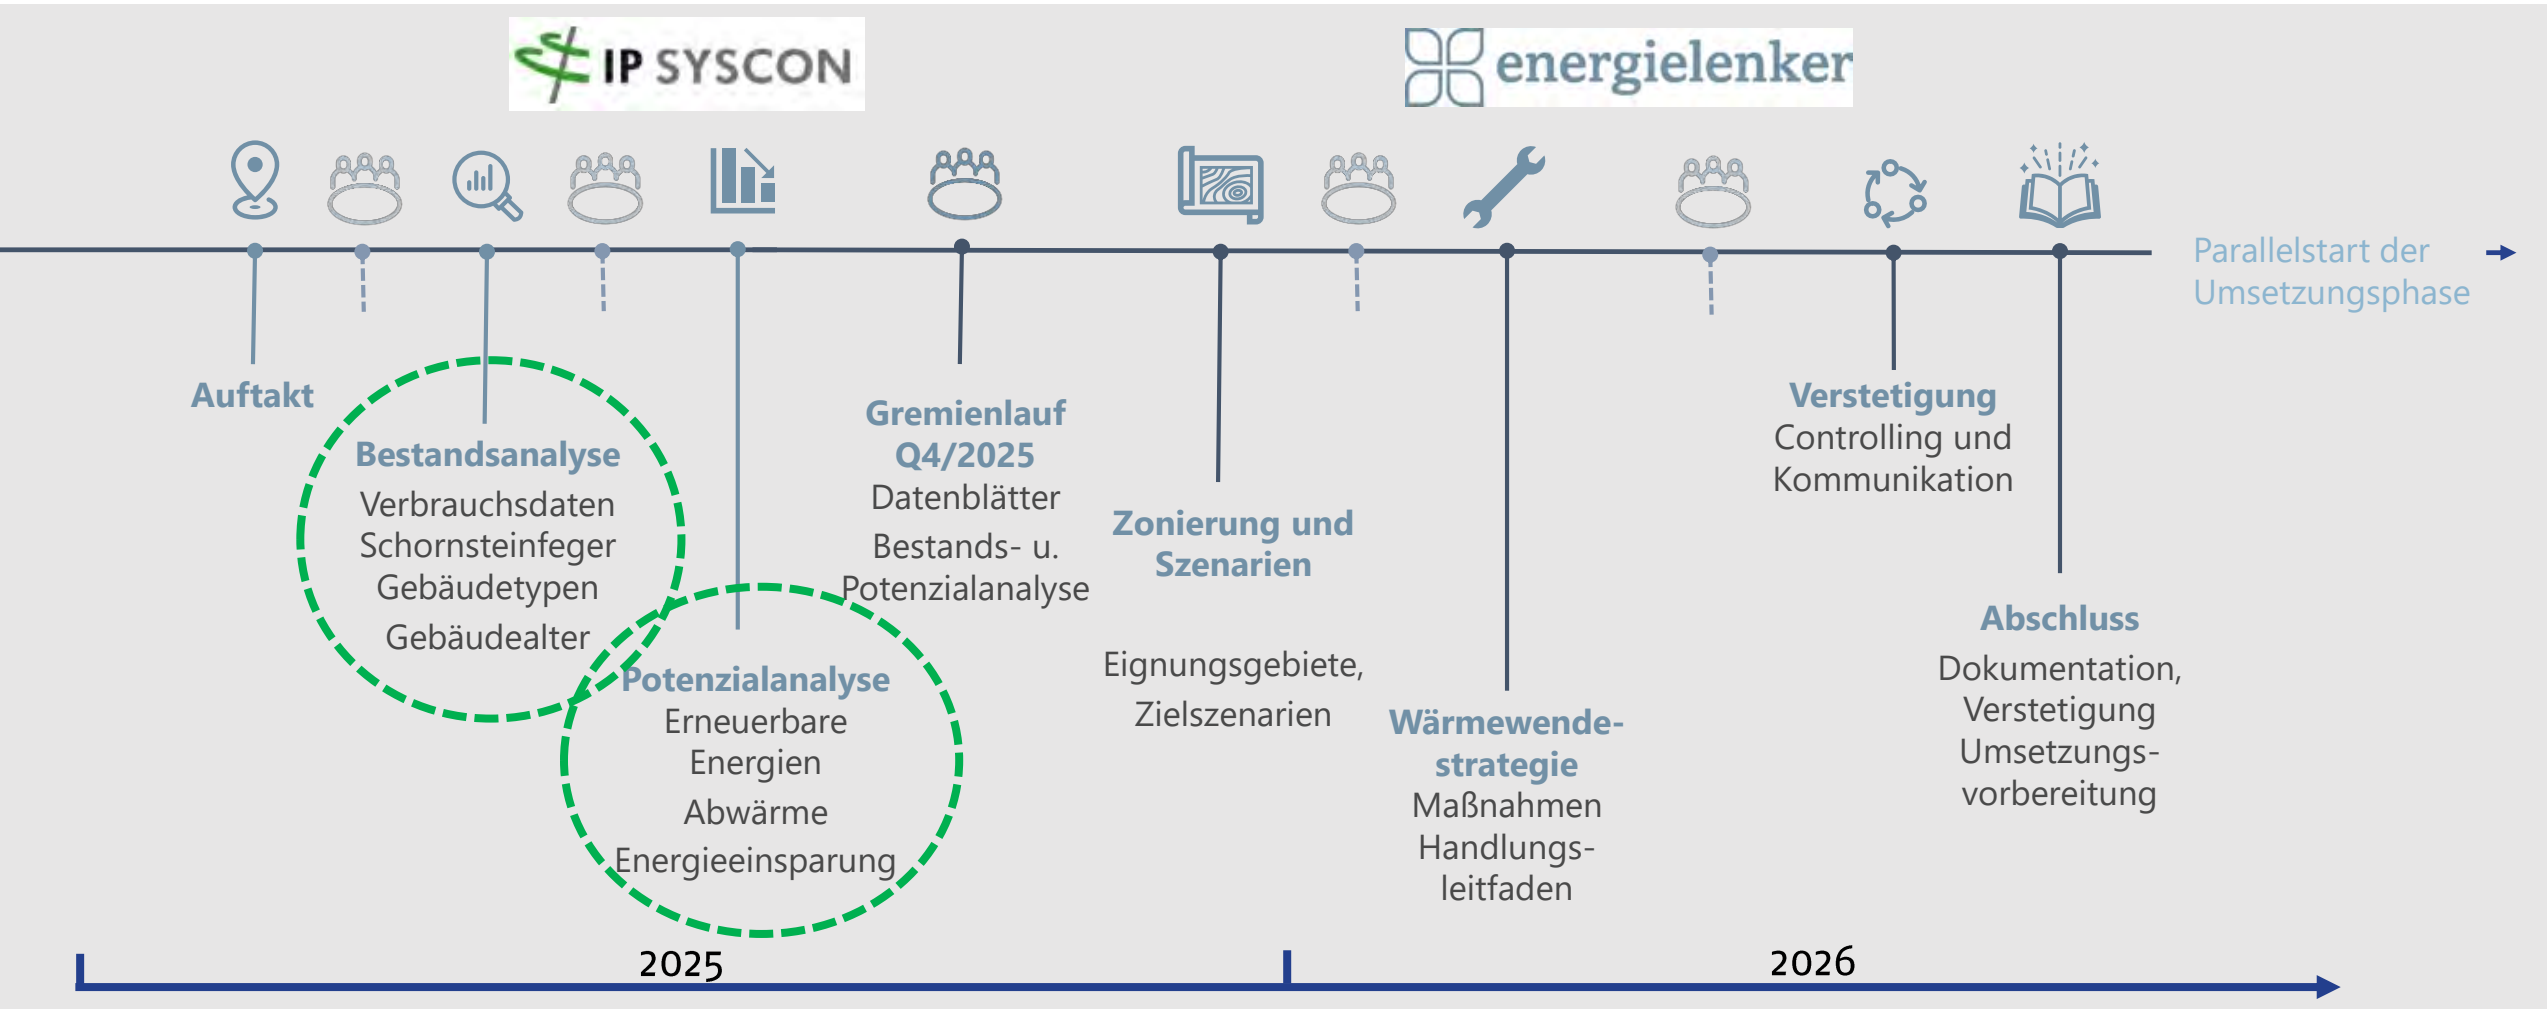 IP SYSCON
energielenker
Parallelstart der
Umsetzungsphase
Auftakt
Bestandsanalyse
Verbrauchsdaten
Schornsteinfeger
Gebäudetypen
Gebäudealter
Potenzialanalyse
Erneuerbare
Energien
Abwärme
Energieeinsparung
Gremienlauf
Q4/2025
Datenblätter
Bestands- u.
Potenzialanalyse
Zonierung und
Szenarien
Eignungsgebiete,
Zielszenarien
Wärmewende-
strategie
Maßnahmen
Handlungs-
leitfaden
Verstetigung
Controlling und
Kommunikation
Abschluss
Dokumentation,
Verstetigung
Umsetzungs-
vorbereitung
2025
2026